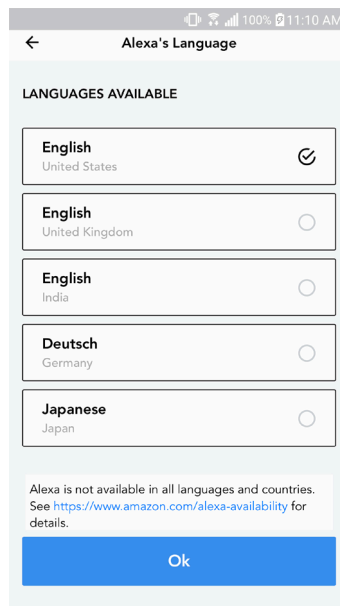 100% 11:10 AM
Alexa's Language
LANGUAGES AVAILABLE
English
United States
English
United Kingdom
English
India
Deutsch
Germany
Japanese
Japan
Alexa is not available in all languages and countries.
See https://www.amazon.com/alexa-availability for
details.
Ok